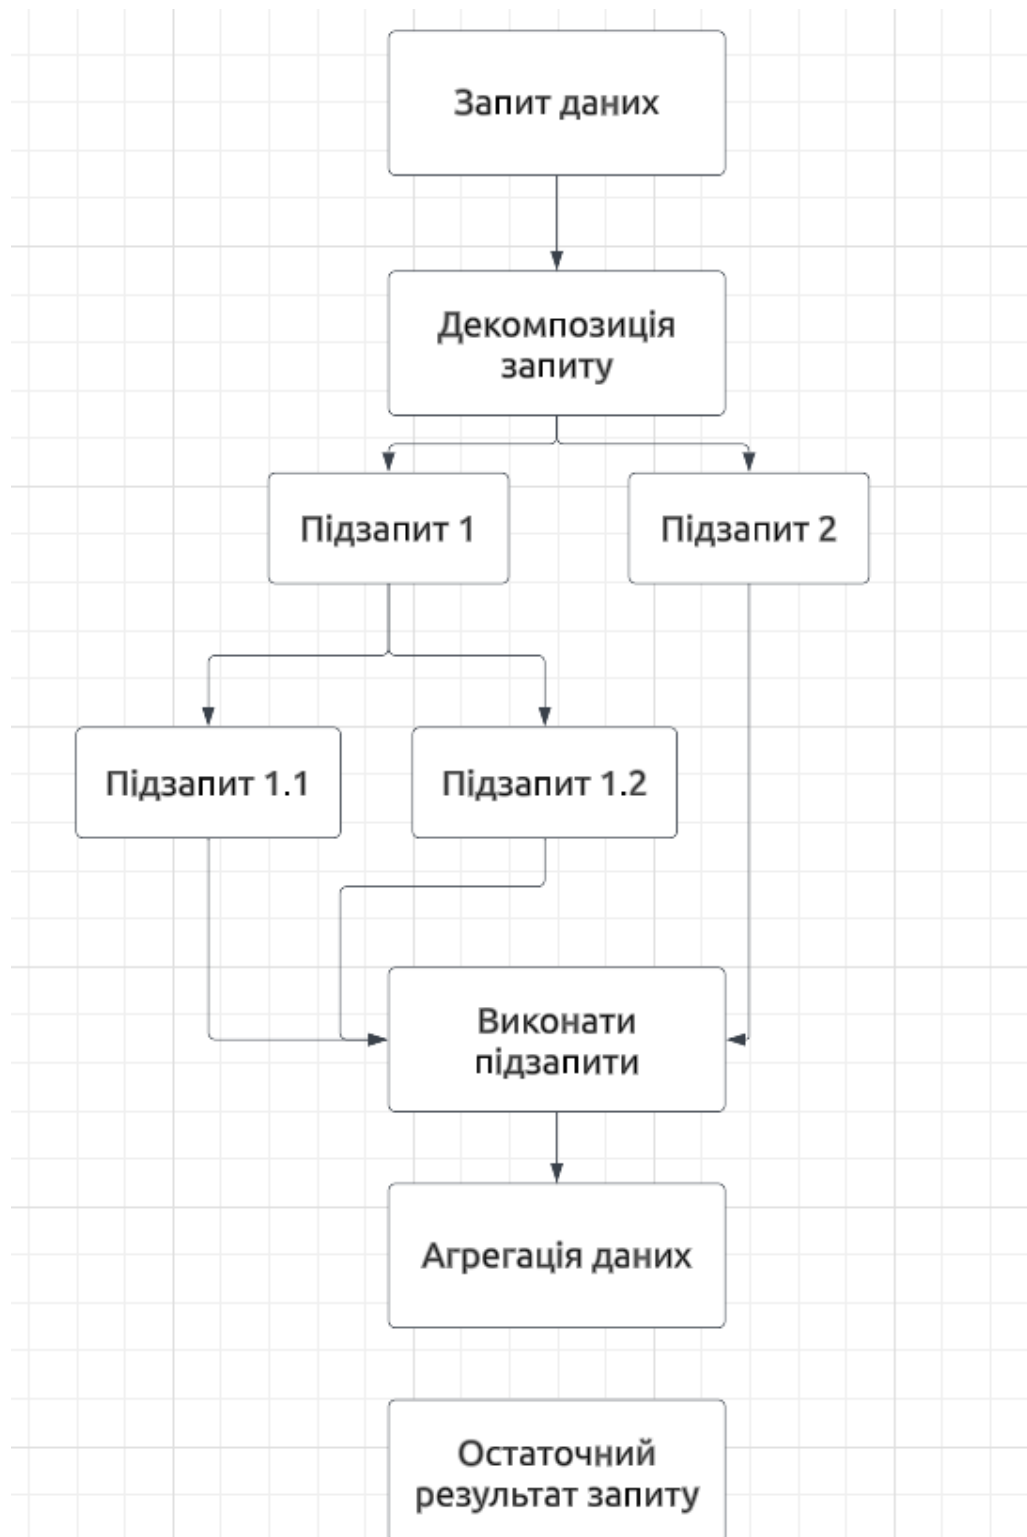 Запит даних
Декомпозиція
запиту
Підзапит 1
Підзапит 2
Підзапит 1.1
Підзапит 1.2
Виконати
підзапити
Агрегація даних
Остаточний
результат запиту